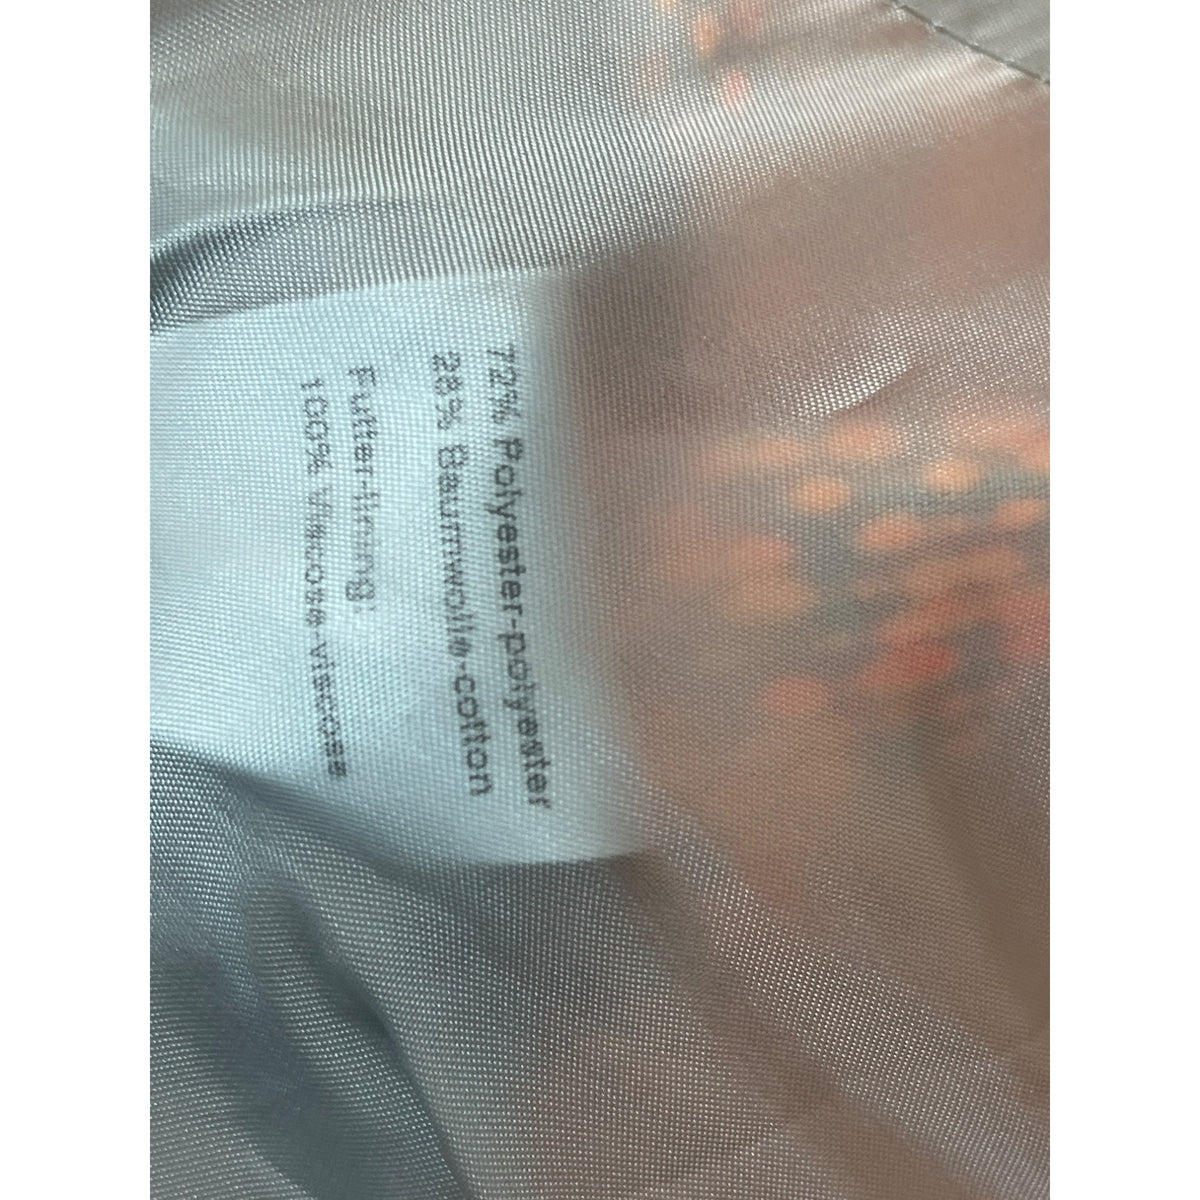 72% Polyester-polyester
28% Baumwolle-cotton
Futter-lining:
100% Viscose-viscose